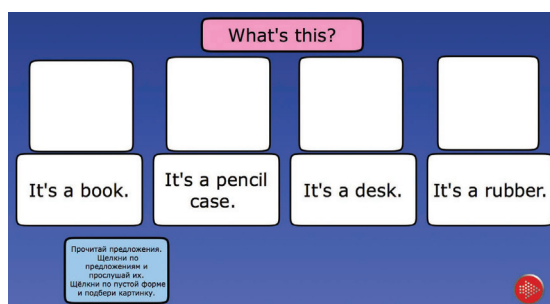 What's this?
It's a book.
It's a pencil
case.
It's a desk.
It's a rubber.
Прочитай предложения.
Щелкни по
предложениям и
прослушай их.
Щёлкни по пустой форме
и подбери картинку.